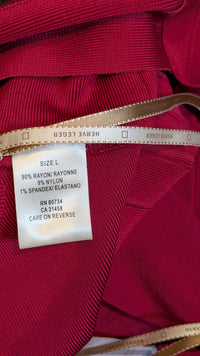 HERVE LEGER
HERVE LEGER
SIZE L
90% RAYON/ RAYONNE
9% NYLON
1% SPANDEX/ ELASTANO
RN 80734
CA 31458
CARE ON REVERSE